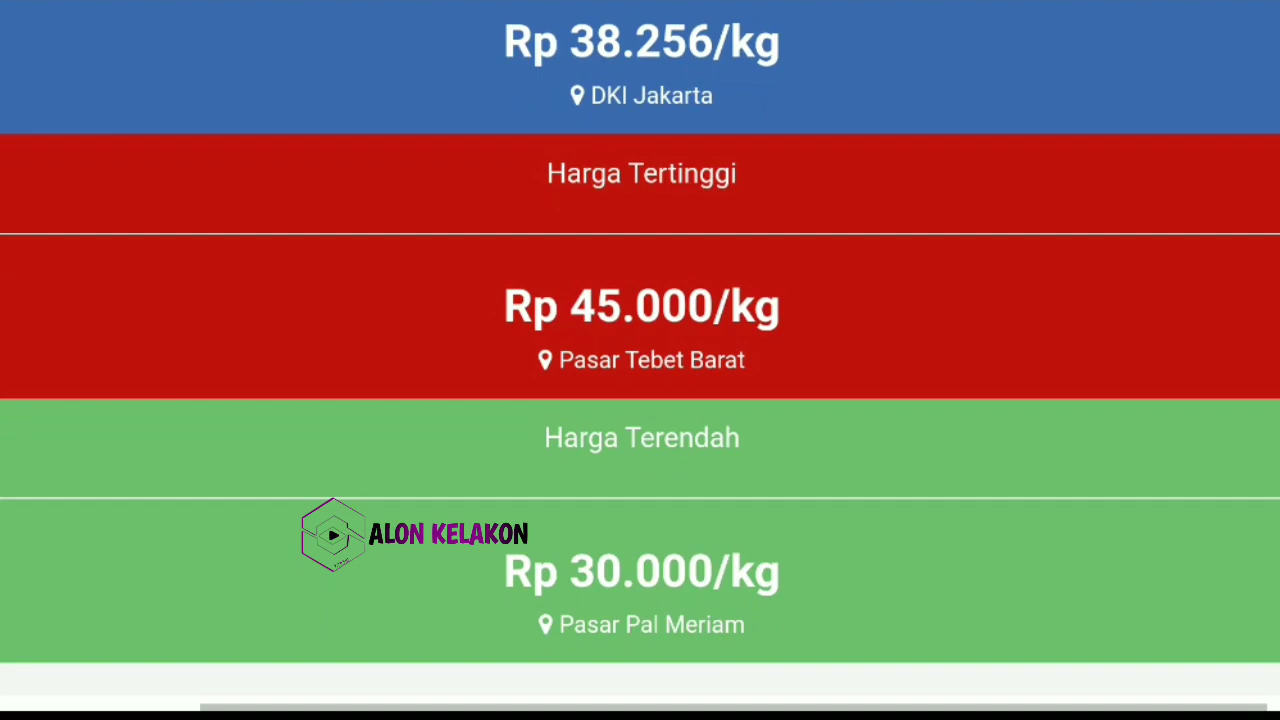 Rp 38.256/kg
DKI Jakarta
Harga Tertinggi
Rp 45.000/kg
Pasar Tebet Barat
Harga Terendah
ALON KELAKON
Rp 30.000/kg
Pasar Pal Meriam